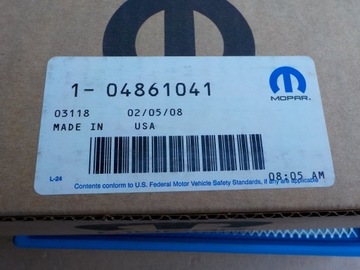 1- 04861041
MOPAR.
03118 02/05/08
MADE IN USA
08:05 AM
L-24
Contents conform to U.S. Federal Motor Vehicle Safety Standards, if any are applicable